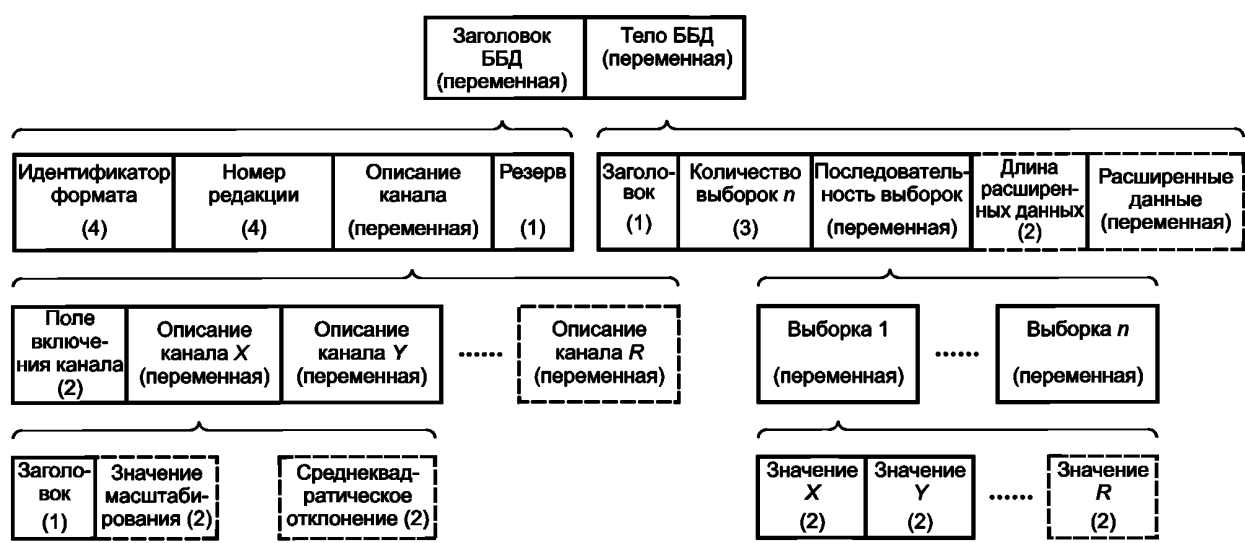 Заголовок
ББД
(переменная)
Тело ББД
(переменная)
Идентификатор
формата
(4)
Номер
редакции
(4)
Описание
канала
(переменная)
Резерв
(1)
Заголо-
вок
(1)
Количество
выборок n
(3)
Последователь-
ность выборок
(переменная)
Длина
расширен-
ных данных
(2)
Расширенные
данные
(переменная)
Поле
включе-
ния канала
(2)
Описание
канала X
(переменная)
Описание
канала Y
(переменная)
......
Описание
канала R
(переменная)
Выборка 1
(переменная)
......
Выборка n
(переменная)
Заголо-
вок
(1)
Значение
масштаби-
рования (2)
Среднеквад-
ратическое
отклонение (2)
Значение
X
(2)
Значение
Y
(2)
......
Значение
R
(2)